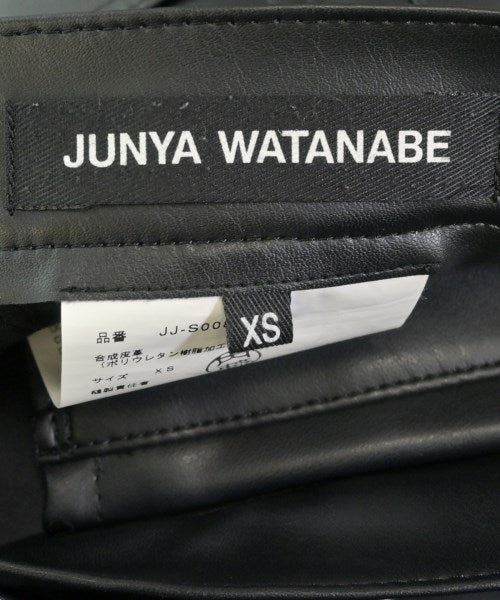 JUNYA WATANABE
品番 JJ-S00
XS
合成皮革
(ポリウレタン樹脂加工
サイズ XS
縫製責任者